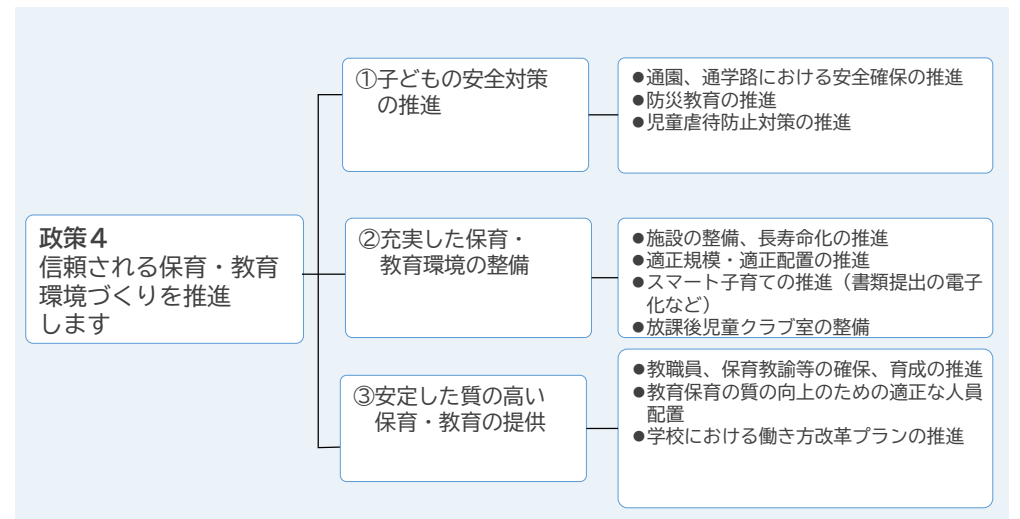 政策４
信頼される保育・教育
環境づくりを推進
します
①子どもの安全対策
の推進
●通園、通学路における安全確保の推進
●防災教育の推進
●児童虐待防止対策の推進
②充実した保育・
教育環境の整備
●施設の整備、長寿命化の推進
●適正規模・適正配置の推進
●スマート子育ての推進（書類提出の電子
化など）
●放課後児童クラブ室の整備
③安定した質の高い
保育・教育の提供
●教職員、保育教諭等の確保、育成の推進
●教育保育の質の向上のための適正な人員
配置
●学校における働き方改革プランの推進